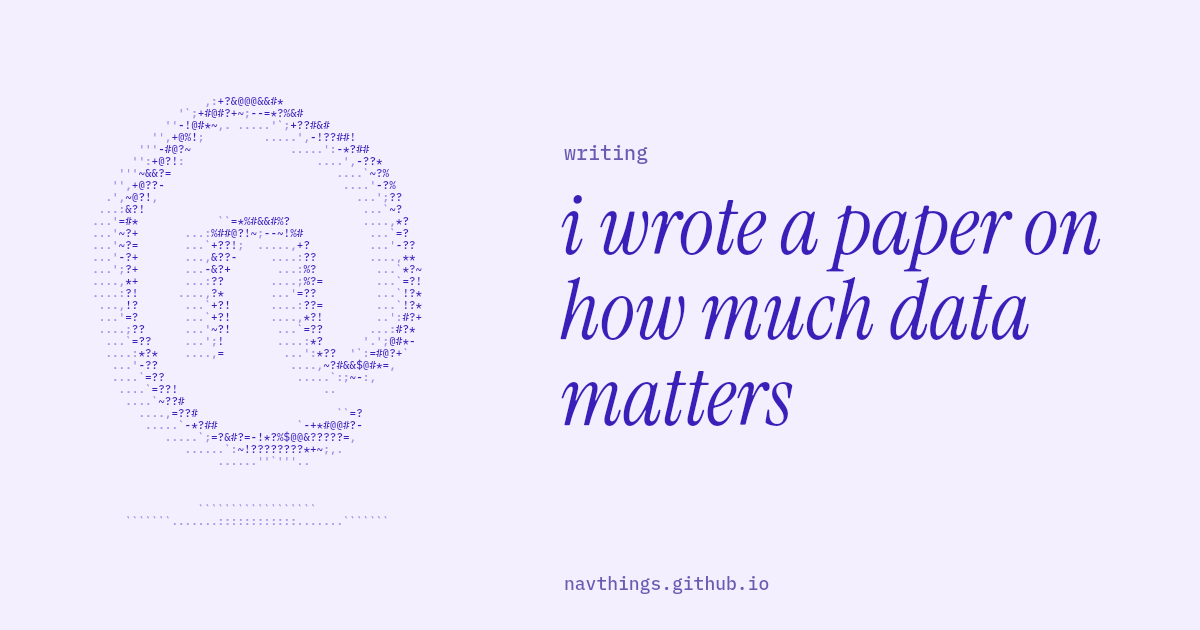 writing
i wrote a paper on
how much data
matters
navthings.github.io